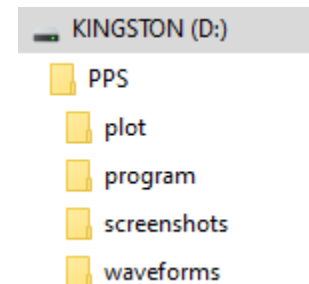 KINGSTON (D:)
PPS
plot
program
screenshots
waveforms